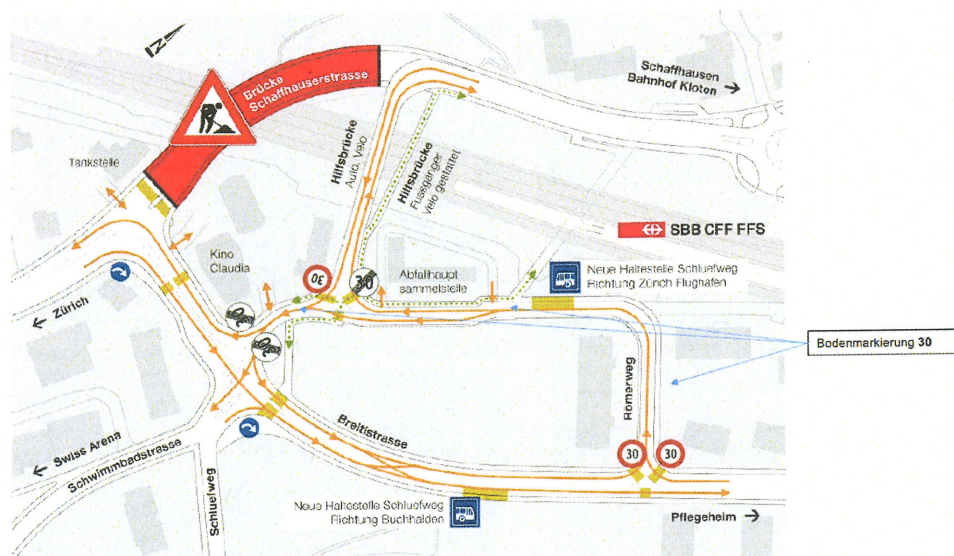 N
Brücke
Schaffhauserstrasse
Schaffhausen
Bahnhof Kloten
Tankstelle
Hilfsbrücke
Auto, Velo
Hilfsbrücke
Fussgänger
Velo gestattet
SBB CFF FFS
Kino
Claudia
30
30
Abfallhaupt-
sammelstelle
Neue Haltestelle Schluefweg
Richtung Zürich Flughafen
Zürich
Bodenmarkierung 30
Römerweg
Breitistrasse
30
30
Swiss Arena
Schwimmbadstrasse
Schluefweg
Neue Haltestelle Schluefweg
Richtung Buchhalden
Pflegeheim